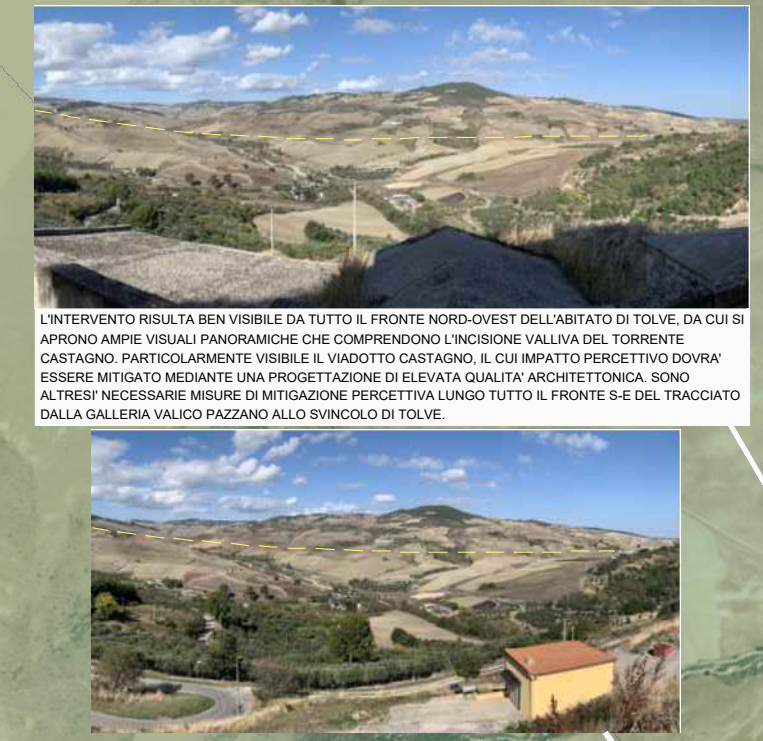 L'INTERVENTO RISULTA BEN VISIBILE DA TUTTO IL FRONTE NORD-OVEST DELL'ABITATO DI TOLVE, DA CUI SI
APRONO AMPIE VISUALI PANORAMICHE CHE COMPRENDONO L'INCISIONE VALLIVA DEL TORRENTE
CASTAGNO. PARTICOLARMENTE VISIBILE IL VIADOTTO CASTAGNO, IL CUI IMPATTO PERCETTIVO DOVRA'
ESSERE MITIGATO MEDIANTE UNA PROGETTAZIONE DI ELEVATA QUALITA' ARCHITETTONICA. SONO
ALTRESI' NECESSARIE MISURE DI MITIGAZIONE PERCETTIVA LUNGO TUTTO IL FRONTE S-E DEL TRACCIATO
DALLA GALLERIA VALICO PAZZANO ALLO SVINCOLO DI TOLVE.